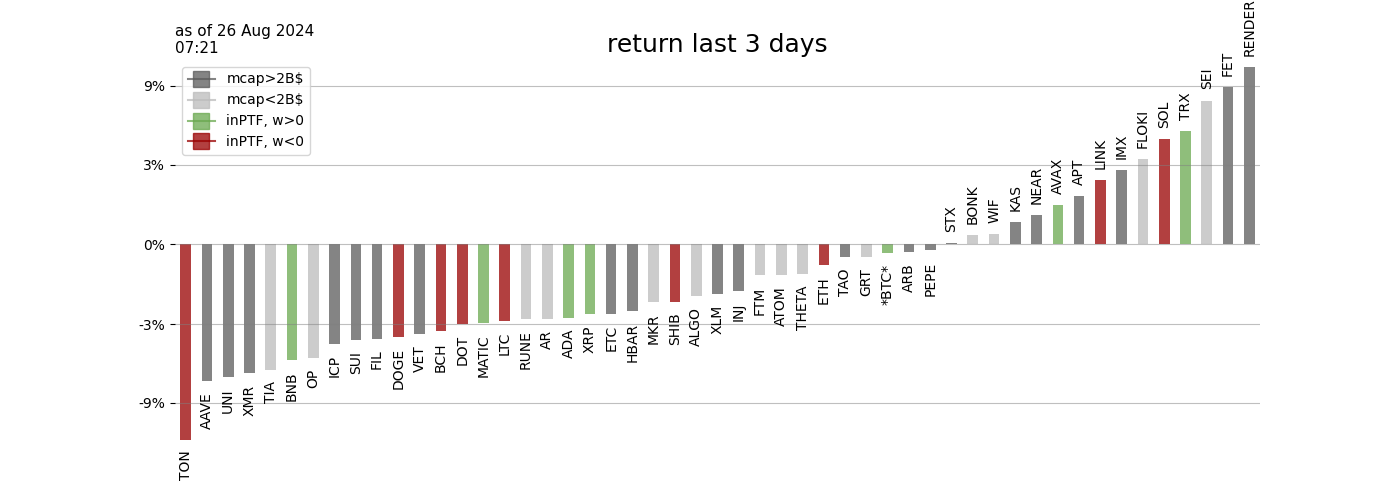 as of 26 Aug 2024
07:21
return last 3 days
mcap>2B$
mcap<2B$
inPTF, w>0
inPTF, w<0
9%
3%
0%
-3%
-9%
TON
AAVE
UNI
XMR
TIA
BNB
OP
ICP
SUI
FIL
DOGE
VET
BCH
DOT
MATIC
LTC
RUNE
AR
ADA
XRP
ETC
HBAR
MKR
SHIB
ALGO
XLM
INJ
FTM
ATOM
THETA
ETH
TAO
GRT
*BTC*
ARB
PEPE
STX
BONK
WIF
KAS
NEAR
AVAX
APT
LINK
IMX
FLOKI
SOL
TRX
SEI
FET
RENDER